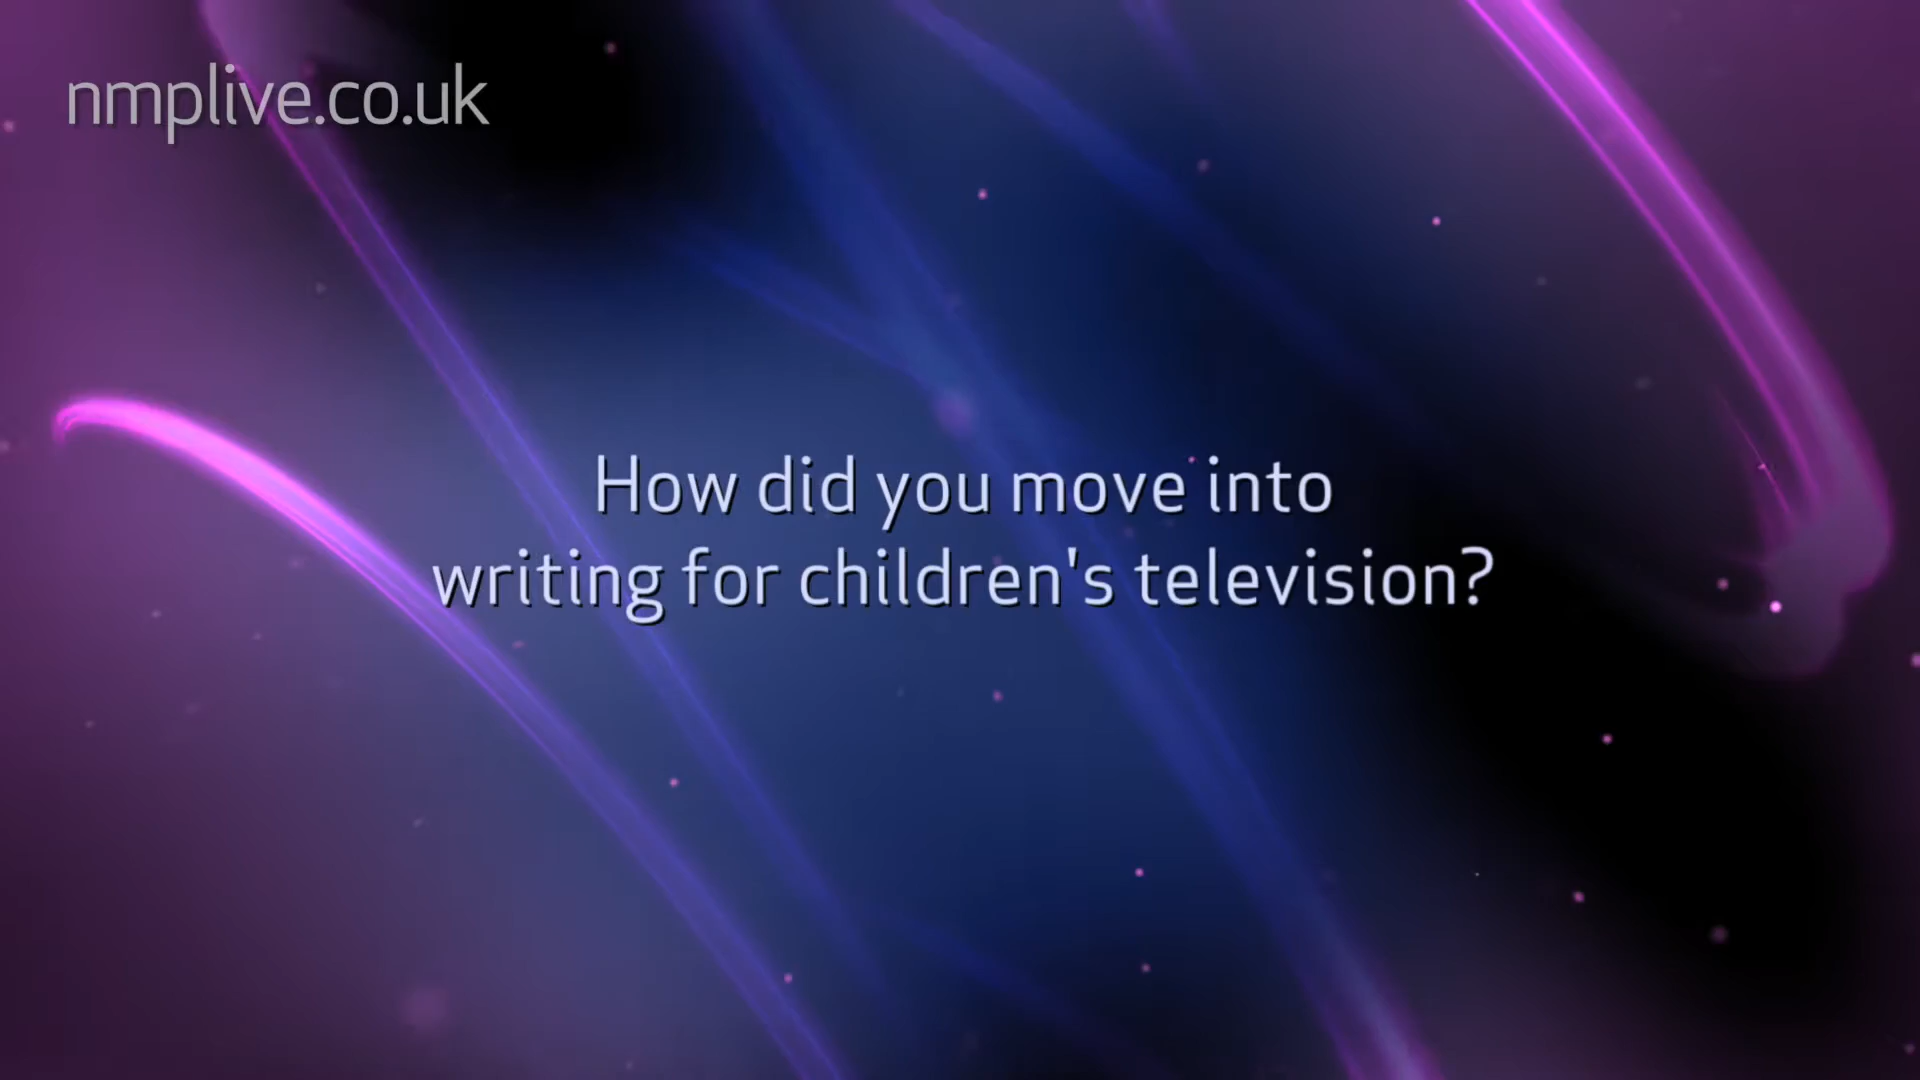 nmplive.co.uk
How did you move into
writing for children's television?